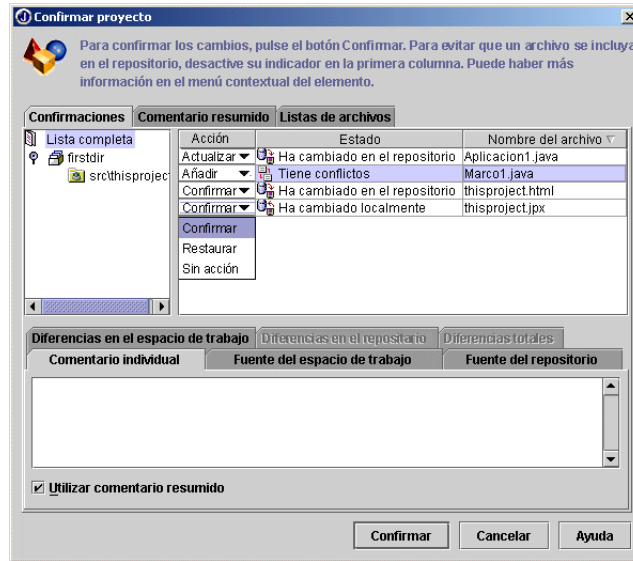 Confirmar proyecto
Para confirmar los cambios, pulse el botón Confirmar. Para evitar que un archivo se incluya
en el repositorio, desactive su indicador en la primera columna. Puede haber más
información en el menú contextual del elemento.
Confirmaciones Comentario resumido Listas de archivos
Lista completa
firstdir
src\thisprojec
Acción Estado Nombre del archivo
Actualizar Ha cambiado en el repositorio Aplicacion1.java
Añadir Tiene conflictos Marco1.java
Confirmar Ha cambiado en el repositorio thisproject.html
Confirmar Ha cambiado localmente thisproject.jpx
Confirmar
Restaurar
Sin acción
Diferencias en el espacio de trabajo Diferencias en el repositario Diferencias totales
Comentario individual Fuente del espacio de trabajo Fuente del repositorio
Utilizar comentario resumido
Confirmar Cancelar Ayuda